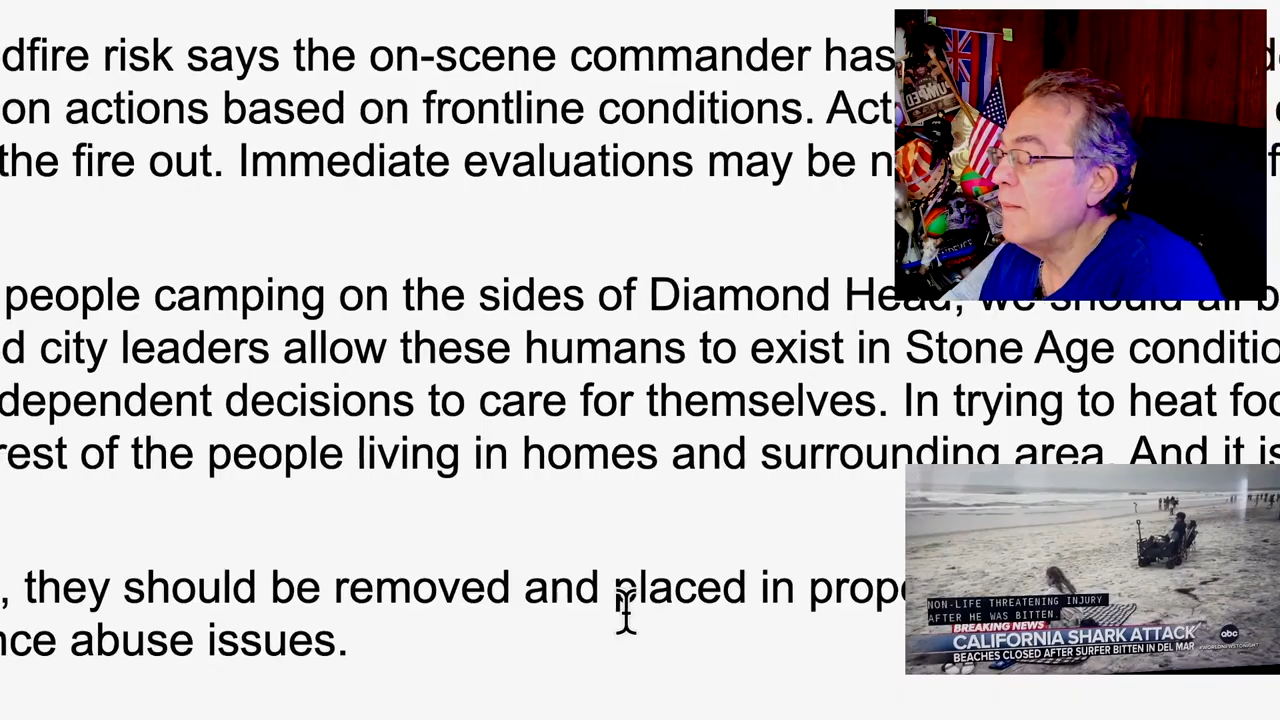 dfire risk says the on-scene commander has
on actions based on frontline conditions. Act
the fire out. Immediate evaluations may be n
people camping on the sides of Diamond Head, we should all b
d city leaders allow these humans to exist in Stone Age conditio
dependent decisions to care for themselves. In trying to heat foo
rest of the people living in homes and surrounding area. And it is
, they should be removed and placed in prope
nce abuse issues.
NON-LIFE THREATENING INJURY
AFTER HE WAS BITTEN.
BREAKING NEWS
CALIFORNIA SHARK ATTACK
BEACHES CLOSED AFTER SURFER BITTEN IN DEL MAR
abc
#WORLDNEWSTONIGHT